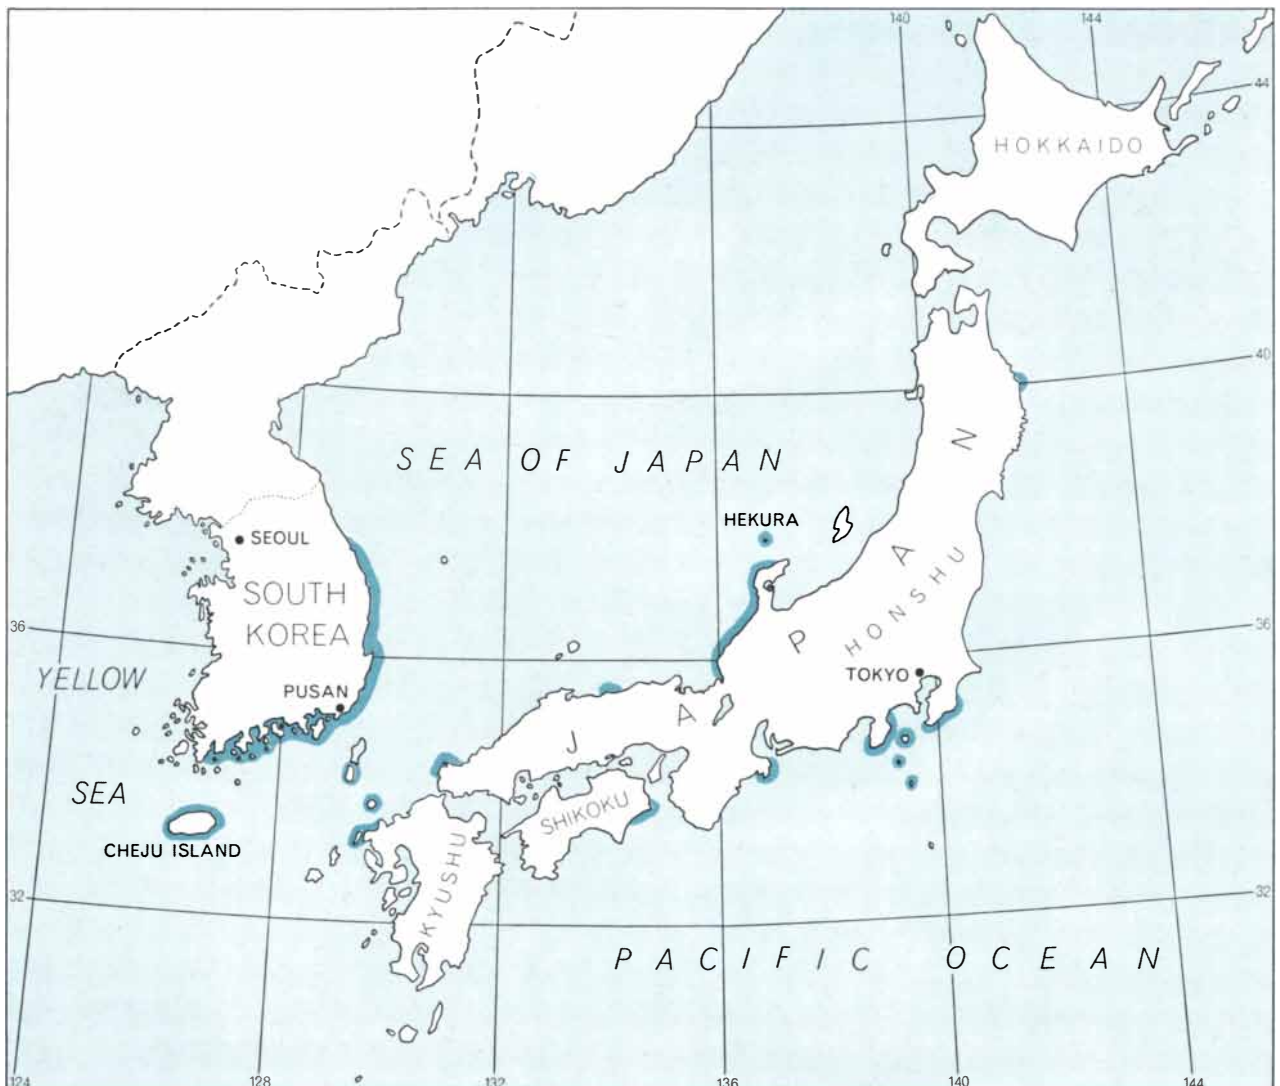 140
144
44
HOKKAIDO
40
SEA OF JAPAN
HEKURA
SEOUL
SOUTH
KOREA
JAPAN
HONSHU
36
36
YELLOW
TOKYO
PUSAN
SEA
SHIKOKU
CHEJU ISLAND
KYUSHU
32
32
PACIFIC OCEAN
124
128
132
136
140
144